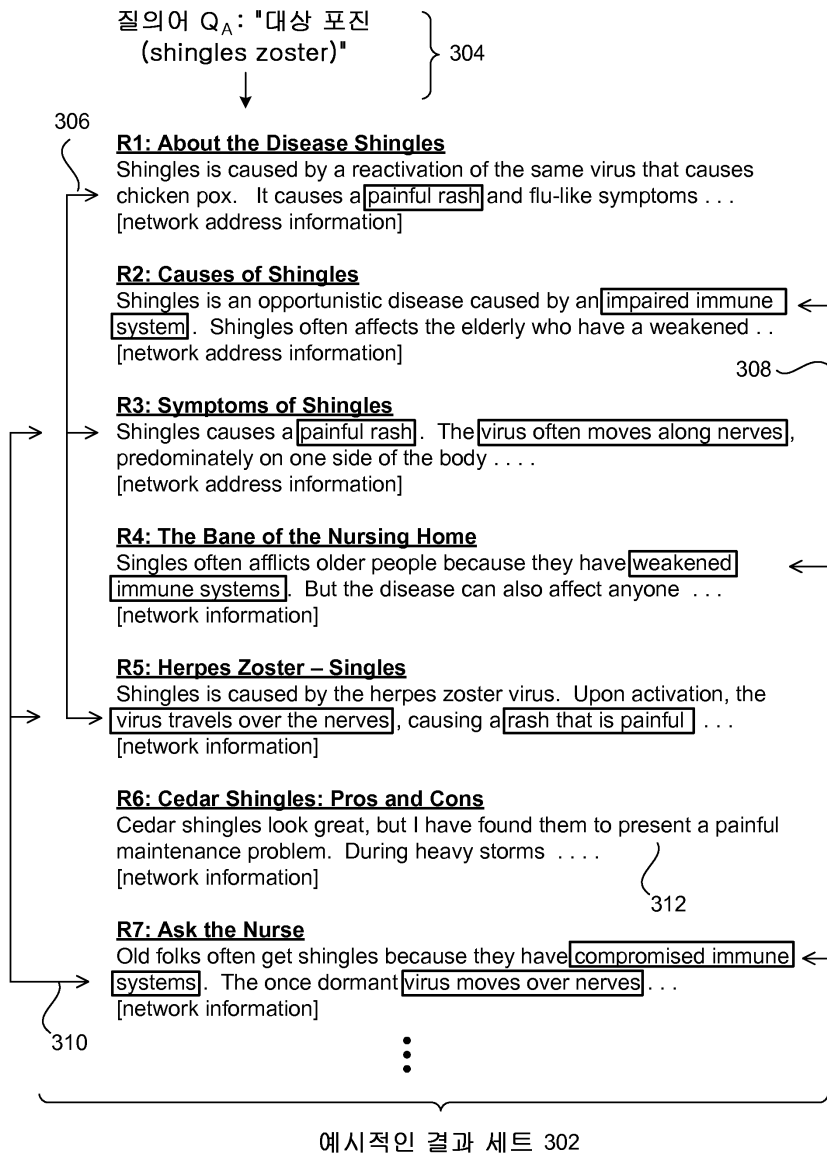 질의어 QA: "대상 포진
(shingles zoster)"
304
306
R1: About the Disease Shingles
Shingles is caused by a reactivation of the same virus that causes
chicken pox. It causes a painful rash and flu-like symptoms . . .
[network address information]
R2: Causes of Shingles
Shingles is an opportunistic disease caused by an impaired immune
system. Shingles often affects the elderly who have a weakened . .
[network address information]
308
R3: Symptoms of Shingles
Shingles causes a painful rash. The virus often moves along nerves,
predominately on one side of the body . . . .
[network address information]
R4: The Bane of the Nursing Home
Singles often afflicts older people because they have weakened
immune systems. But the disease can also affect anyone . . .
[network information]
R5: Herpes Zoster – Singles
Shingles is caused by the herpes zoster virus. Upon activation, the
virus travels over the nerves, causing a rash that is painful . . .
[network information]
R6: Cedar Shingles: Pros and Cons
Cedar shingles look great, but I have found them to present a painful
maintenance problem. During heavy storms . . . .
[network information]
312
R7: Ask the Nurse
Old folks often get shingles because they have compromised immune
systems. The once dormant virus moves over nerves . . .
[network information]
310
예시적인 결과 세트 302